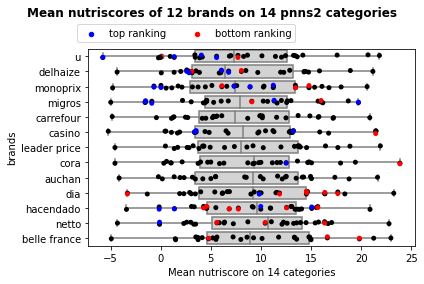 Mean nutriscores of 12 brands on 14 pnns2 categories
top ranking bottom ranking
u
delhaize
monoprix
migros
carrefour
casino
leader price
cora
auchan
dia
hacendado
netto
belle france
brands
−5 0 5 10 15 20 25
Mean nutriscore on 14 categories